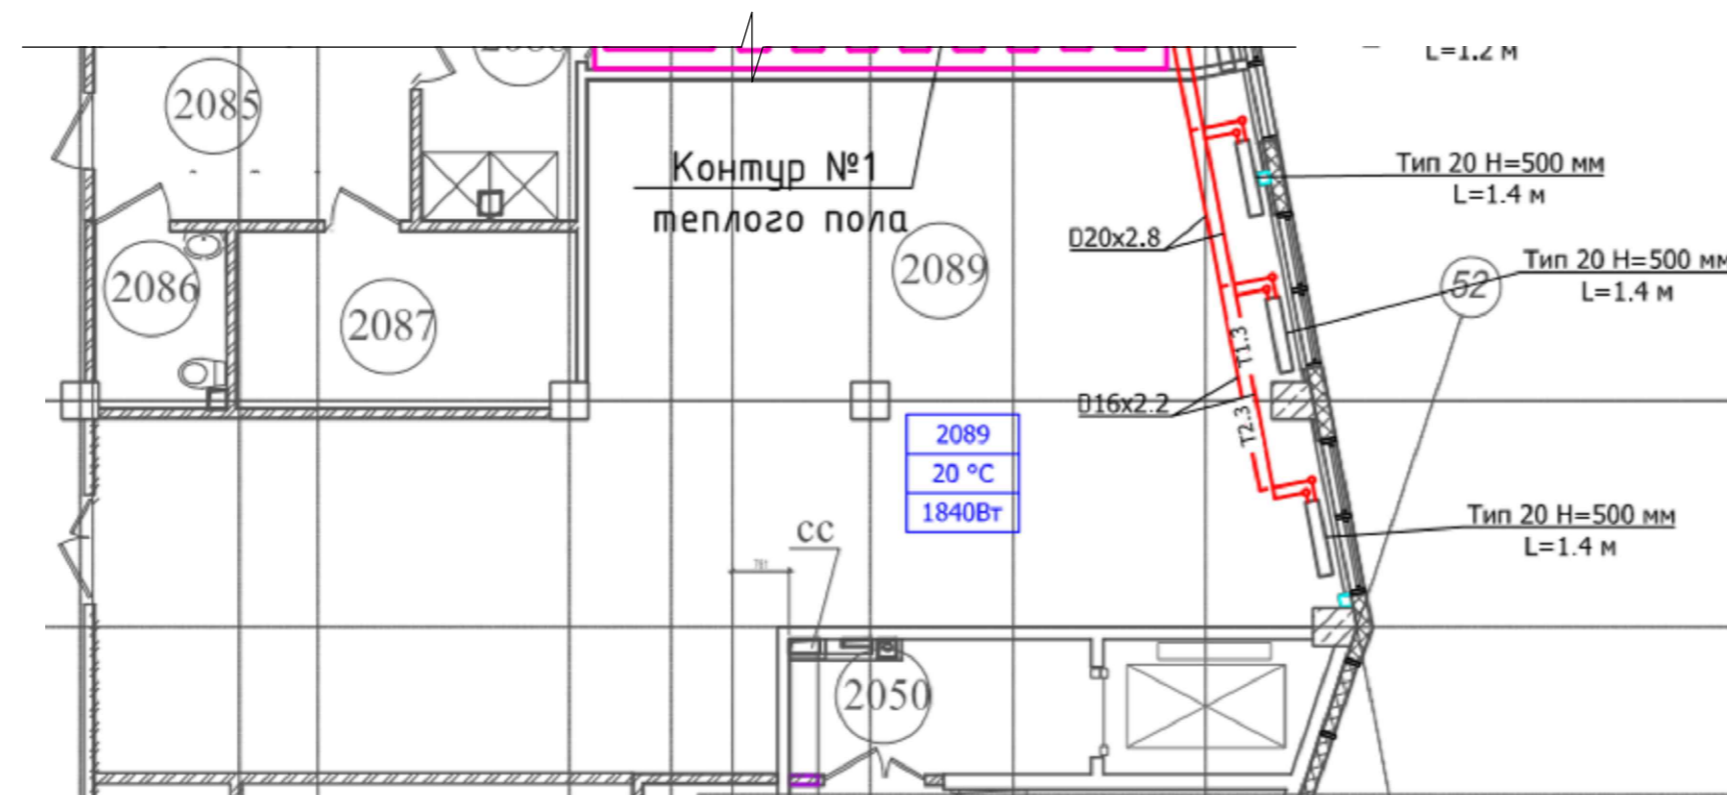 L=1.2 м
2085
Контур №1
теплого пола
Тип 20 Н=500 мм
L=1.4 м
D20x2.8
2086
2087
2089
52
Тип 20 Н=500 мм
L=1.4 м
T1.3
D16x2.2
T2.3
2089
20 °C
1840Вт
Тип 20 Н=500 мм
L=1.4 м
сс
781
2050